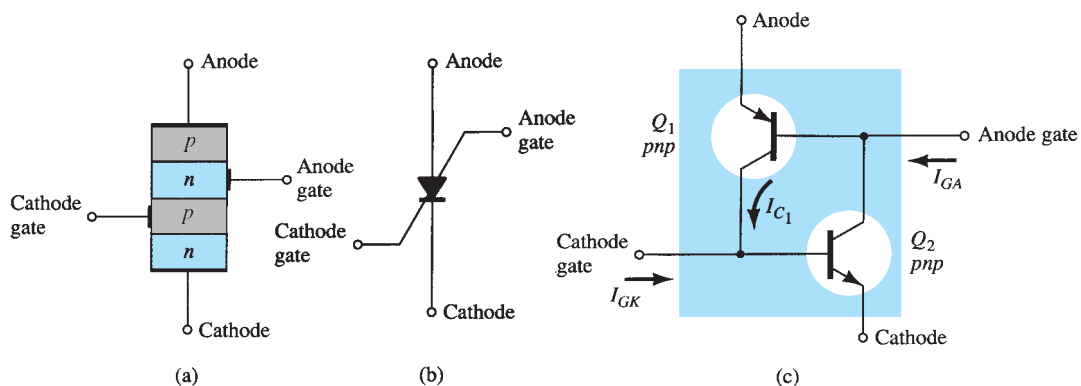 Anode
p
n
p
n
Anode
gate
Cathode
gate
Cathode
(a)
Anode
Anode
gate
Cathode
gate
Cathode
(b)
Anode
Q1
pnp
Anode gate
IGA
IC1
Cathode
gate
IGK
Q2
pnp
Cathode
(c)